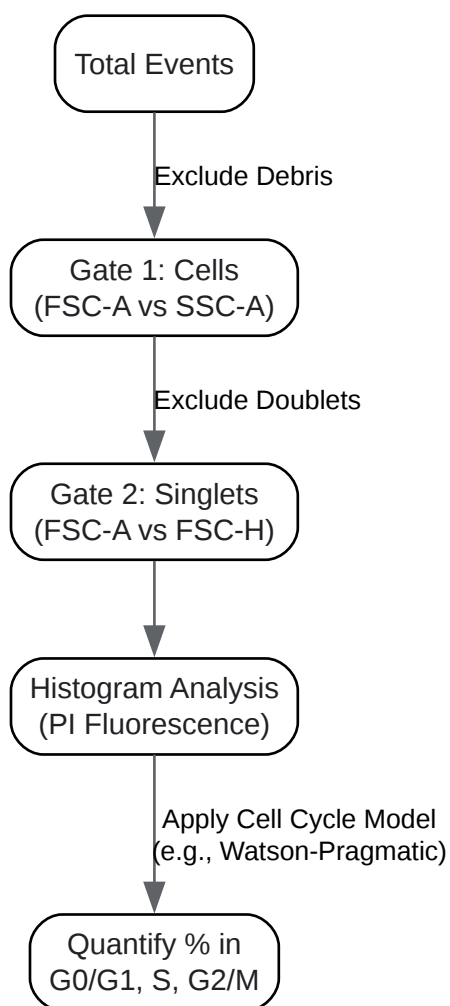 Total Events
Exclude Debris
Gate 1: Cells
(FSC-A vs SSC-A)
Exclude Doublets
Gate 2: Singlets
(FSC-A vs FSC-H)
Histogram Analysis
(PI Fluorescence)
Apply Cell Cycle Model
(e.g., Watson-Pragmatic)
Quantify % in
G0/G1, S, G2/M